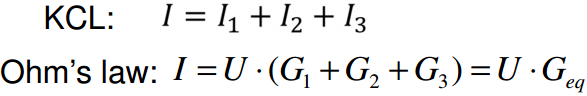 KCL: I = I₁ + I₂ + I₃
Ohm's law: I = U · (G₁ + G₂ + G₃) = U · Gₑq